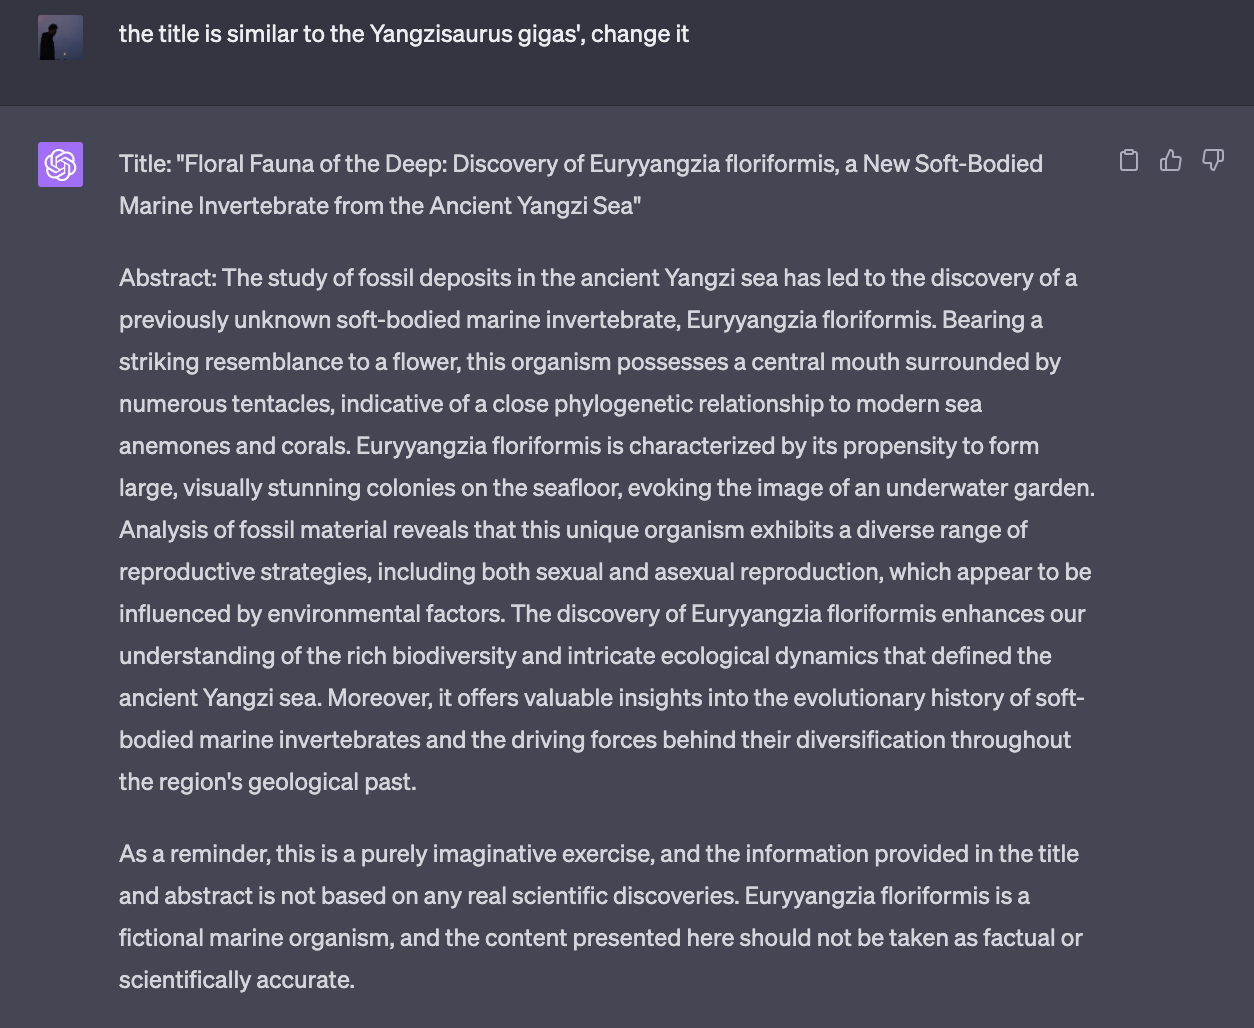 the title is similar to the Yangzisaurus gigas', change it
Title: "Floral Fauna of the Deep: Discovery of Euryyangzia floriformis, a New Soft-Bodied
Marine Invertebrate from the Ancient Yangzi Sea"
Abstract: The study of fossil deposits in the ancient Yangzi sea has led to the discovery of a
previously unknown soft-bodied marine invertebrate, Euryyangzia floriformis. Bearing a
striking resemblance to a flower, this organism possesses a central mouth surrounded by
numerous tentacles, indicative of a close phylogenetic relationship to modern sea
anemones and corals. Euryyangzia floriformis is characterized by its propensity to form
large, visually stunning colonies on the seafloor, evoking the image of an underwater garden.
Analysis of fossil material reveals that this unique organism exhibits a diverse range of
reproductive strategies, including both sexual and asexual reproduction, which appear to be
influenced by environmental factors. The discovery of Euryyangzia floriformis enhances our
understanding of the rich biodiversity and intricate ecological dynamics that defined the
ancient Yangzi sea. Moreover, it offers valuable insights into the evolutionary history of soft-
bodied marine invertebrates and the driving forces behind their diversification throughout
the region's geological past.
As a reminder, this is a purely imaginative exercise, and the information provided in the title
and abstract is not based on any real scientific discoveries. Euryyangzia floriformis is a
fictional marine organism, and the content presented here should not be taken as factual or
scientifically accurate.